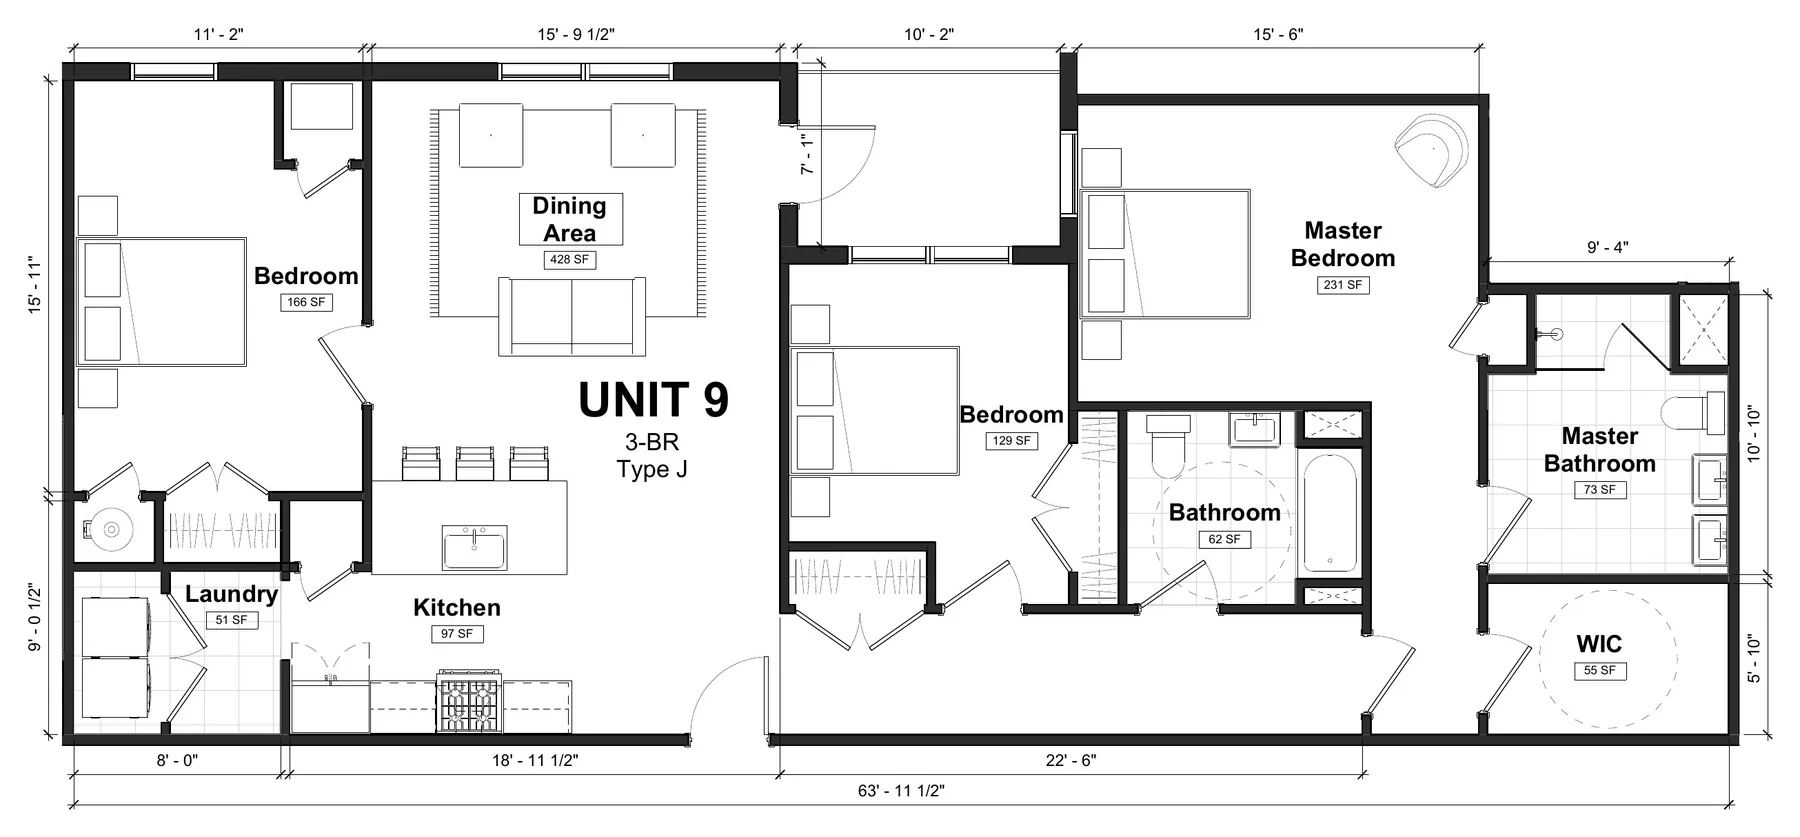 11' - 2"
15' - 9 1/2"
10' - 2"
15' - 6"
7' - 1"
Dining
Area
428 SF
Master
Bedroom
231 SF
9' - 4"
15' - 11"
Bedroom
166 SF
UNIT 9
3-BR
Type J
Bedroom
129 SF
Master
Bathroom
73 SF
10' - 10"
Bathroom
62 SF
9' - 0 1/2"
Laundry
51 SF
Kitchen
97 SF
WIC
55 SF
5' - 10"
8' - 0"
18' - 11 1/2"
22' - 6"
63' - 11 1/2"